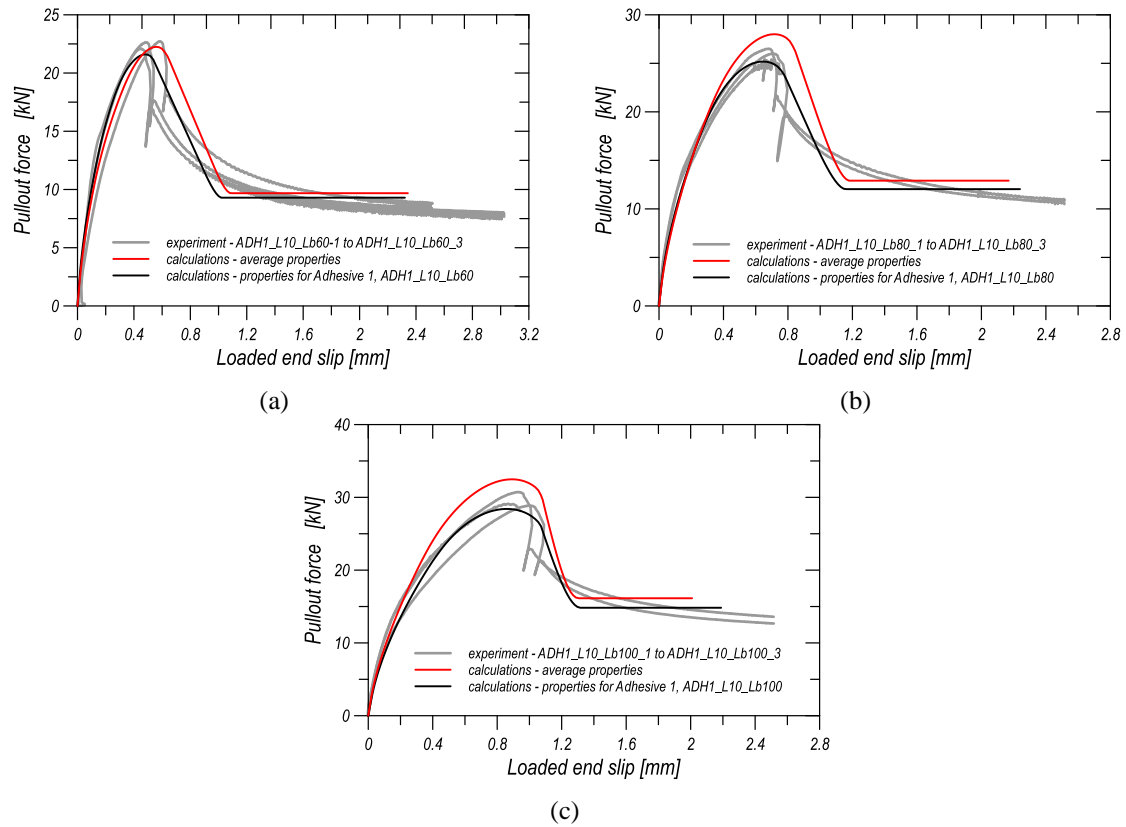 25
20
15
10
5
0
Pullout force [kN]
experiment - ADH1_L10_Lb60-1 to ADH1_L10_Lb60_3
calculations - average properties
calculations - properties for Adhesive 1, ADH1_L10_Lb60
0 0.4 0.8 1.2 1.6 2 2.4 2.8 3.2
Loaded end slip [mm]
(a)
30
20
10
0
Pullout force [kN]
experiment - ADH1_L10_Lb80_1 to ADH1_L10_Lb80_3
calculations - average properties
calculations - properties for Adhesive 1, ADH1_L10_Lb80
0 0.4 0.8 1.2 1.6 2 2.4 2.8
Loaded end slip [mm]
(b)
40
30
20
10
0
Pullout force [kN]
experiment - ADH1_L10_Lb100_1 to ADH1_L10_Lb100_3
calculations - average properties
calculations - properties for Adhesive 1, ADH1_L10_Lb100
0 0.4 0.8 1.2 1.6 2 2.4 2.8
Loaded end slip [mm]
(c)